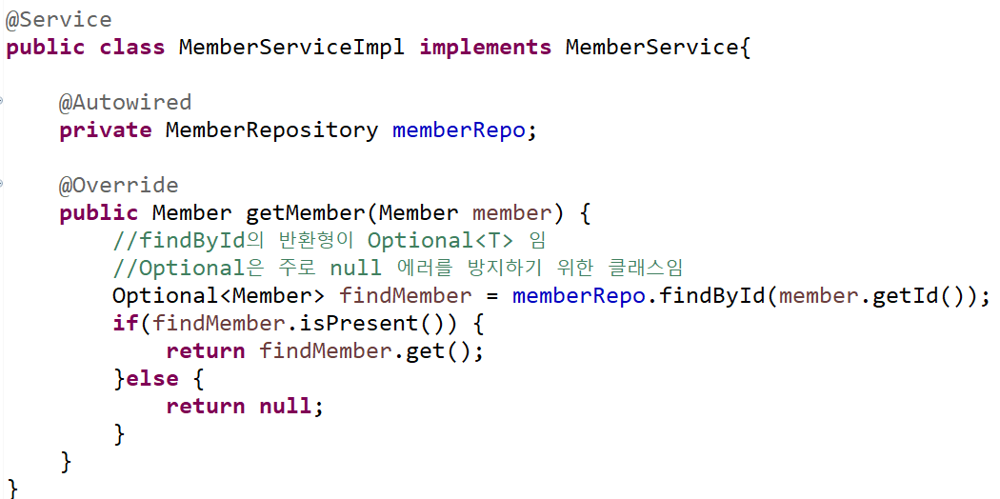 @Service
public class MemberServiceImpl implements MemberService{
@Autowired
private MemberRepository memberRepo;
@Override
public Member getMember(Member member) {
//findById의 반환형이 Optional<T> 임
//Optional은 주로 null 에러를 방지하기 위한 클래스임
Optional<Member> findMember = memberRepo.findById(member.getId());
if(findMember.isPresent()) {
return findMember.get();
}else {
return null;
}
}
}